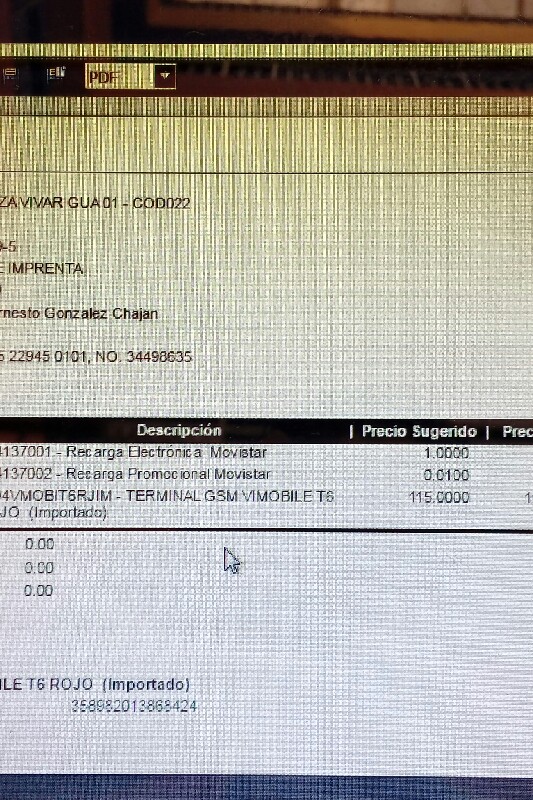 PDF
ZA VIVAR GUA 01 - COD022
9-5
E IMPRENTA
rnesto Gonzalez Chajan
5 22945 0101, NO. 34498635
Descripción | Precio Sugerido | Prec
4137001 - Recarga Electrónica Movistar 1.0000
4137002 - Recarga Promocional Movistar 0.0100
04VMOBIT6RJIM - TERMINAL GSM VIMOBILE T6 115.0000 1
JO (Importado)
0.00
0.00
0.00
ILE T6 ROJO (Importado)
358982013868424